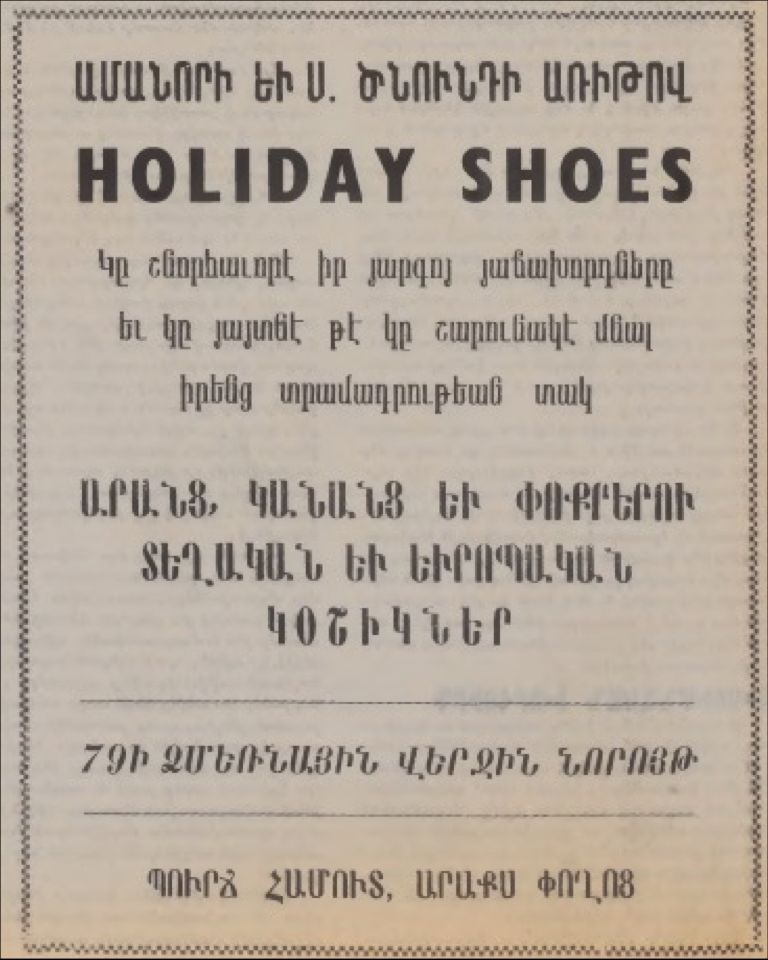 ԱՄԱՆՈՐԻ ԵՒ Ս. ԾՆՈՒՆԴԻ ԱՌԻԹՈՎ
HOLIDAY SHOES
Կը շնորհաւորէ իր յարգոյ յաճախորդները
եւ կը յայտնէ թէ կը շարունակէ մնալ
իրենց տրամադրութեան տակ
ԱՐԱՆՑ, ԿԱՆԱՆՑ ԵՒ ՓՈՔՐԵՐՈՒ
ՏԵՂԱԿԱՆ ԵՒ ԵՒՐՈՊԱԿԱՆ
ԿՕՇԻԿՆԵՐ
79Ի ՁՄԵՌՆԱՅԻՆ ՎԵՐՋԻՆ ՆՈՐՈՅԹ
ՊՈՒՐՃ ՀԱՄՈՒՏ, ԱՐԱՔՍ ՓՈՂՈՑ